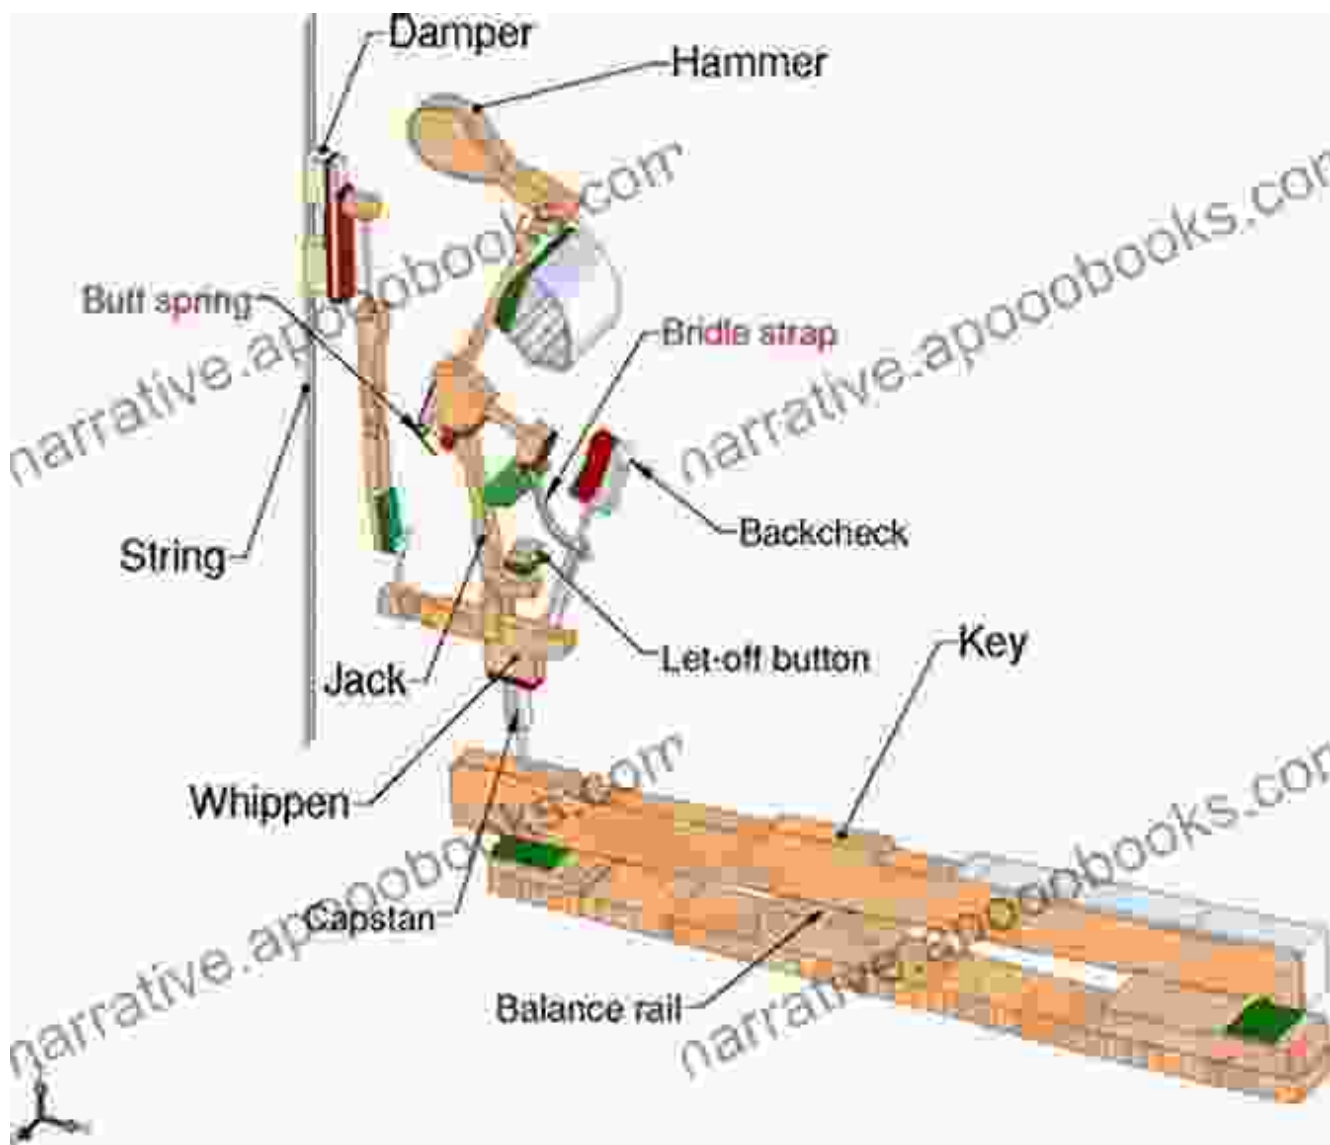 Damper
Hammer
Butt spring
Bridle strap
String
Backcheck
Jack
Let-off button
Key
Whippen
Capstan
Balance rail
narrative.apooobooks.com
narrative.apooobooks.com
narrative.apooobooks.com
narrative.apooobooks.com